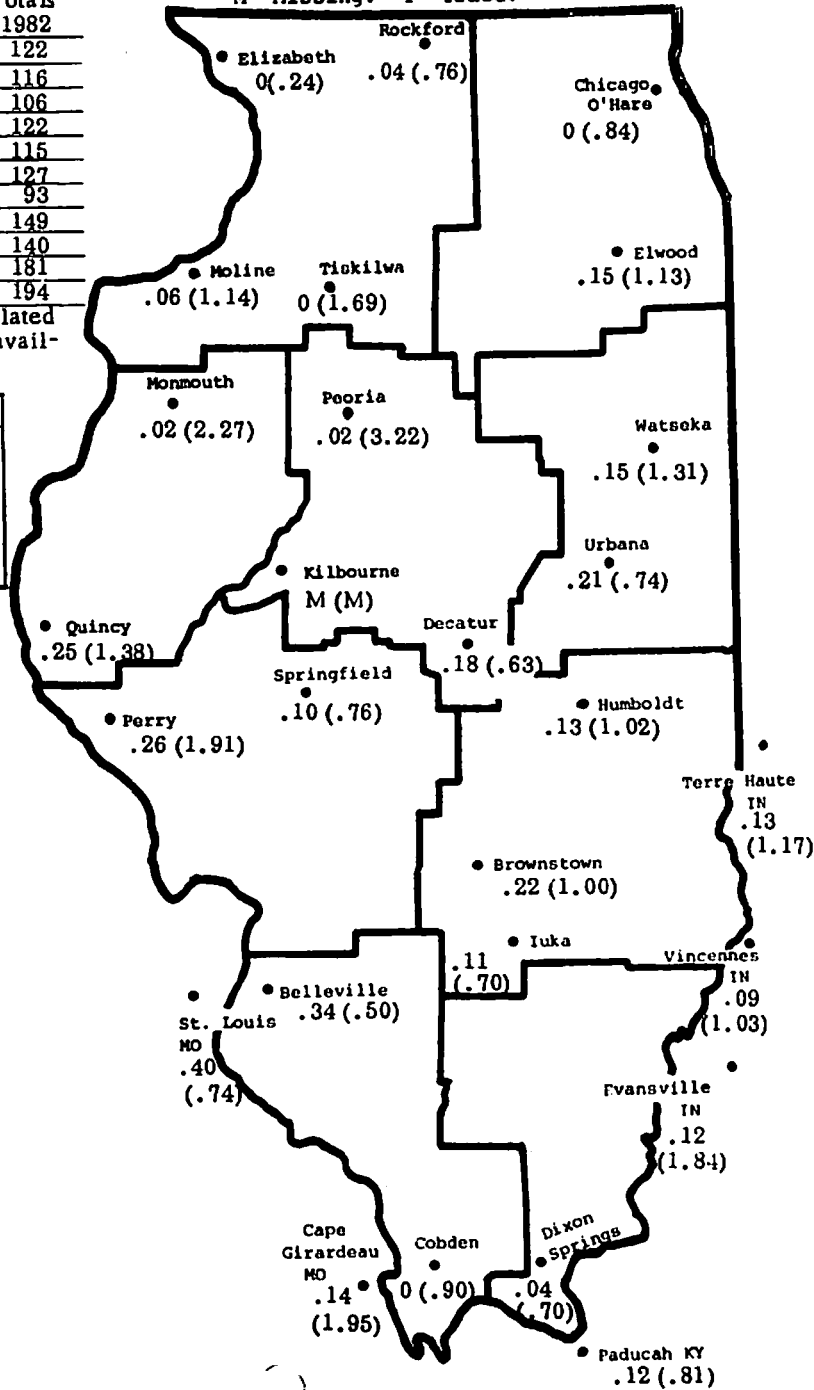 1982
122
116
106
122
115
127
93
149
140
181
194
lated
avail-
Rockford
.04 (.76)
Elizabeth
0(.24)
Chicago
O'Hare
0 (.84)
Elwood
.15 (1.13)
Moline
.06 (1.14)
Tiskilwa
0 (1.69)
Monmouth
.02 (2.27)
Peoria
.02 (3.22)
Watseka
.15 (1.31)
Urbana
.21 (.74)
Kilbourne
M (M)
Quincy
.25 (1.38)
Decatur
.18 (.63)
Springfield
.10 (.76)
Perry
.26 (1.91)
Humboldt
.13 (1.02)
Terre Haute
IN
.13
(1.17)
Brownstown
.22 (1.00)
Iuka
.11
(.70)
Vincennes
IN
.09
(1.03)
Belleville
.34 (.50)
St. Louis
MO
.40
(.74)
Evansville
IN
.12
(1.84)
Cape
Girardeau
MO
.14
(1.95)
Cobden
0 (.90)
Dixon
Springs
.04
(.70)
Paducah KY
.12 (.81)